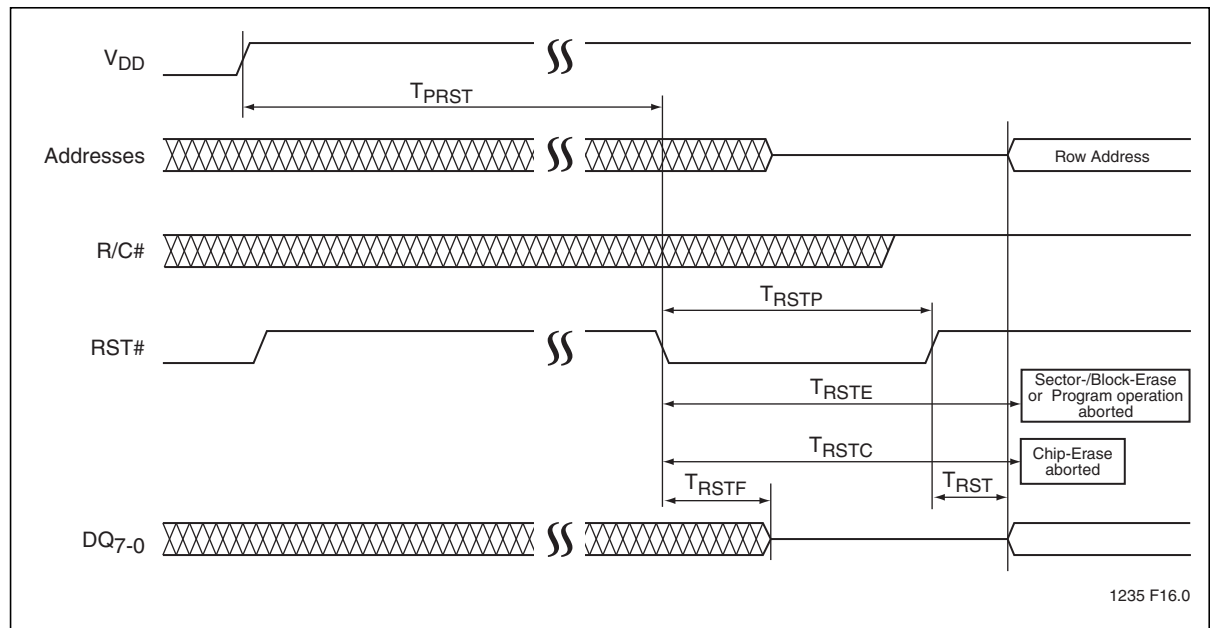 VDD
TPRST
Addresses
Row Address
R/C#
TRSTP
RST#
TRSTE
Sector-/Block-Erase
or Program operation
aborted
TRSTC
Chip-Erase
aborted
TRSTF
TRST
DQ7-0
1235 F16.0